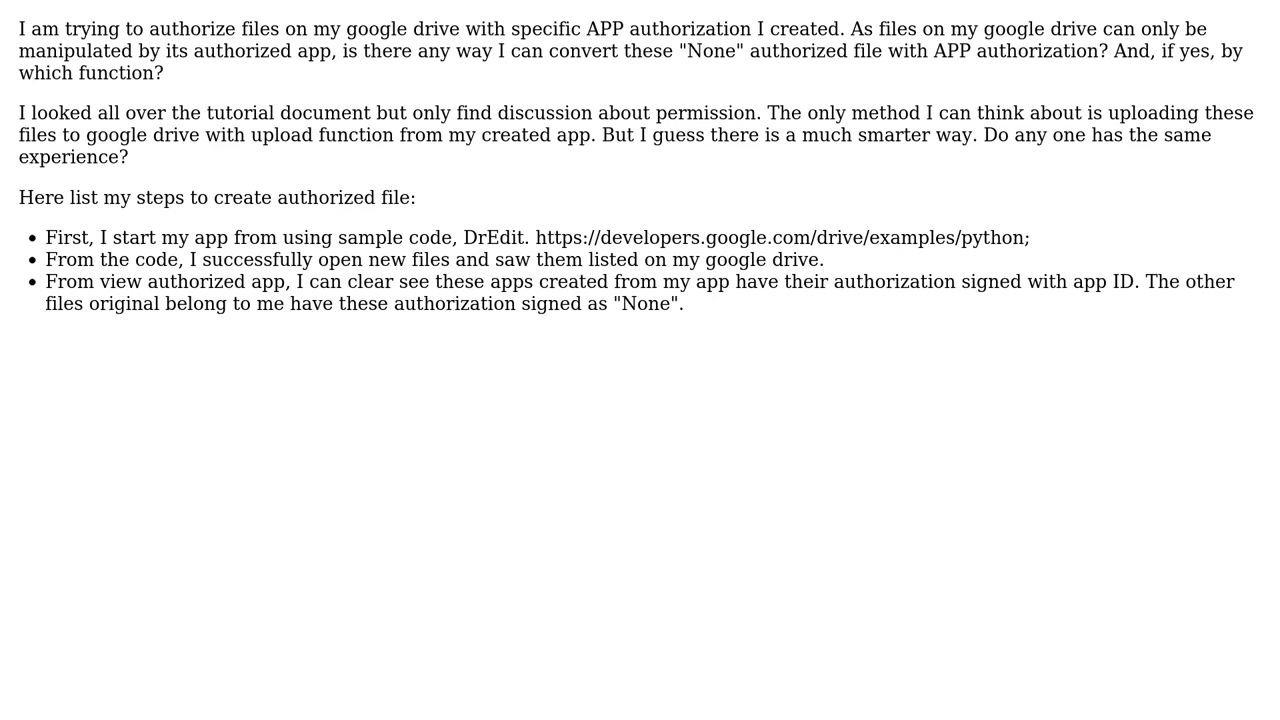 I am trying to authorize files on my google drive with specific APP authorization I created. As files on my google drive can only be
manipulated by its authorized app, is there any way I can convert these "None" authorized file with APP authorization? And, if yes, by
which function?
I looked all over the tutorial document but only find discussion about permission. The only method I can think about is uploading these
files to google drive with upload function from my created app. But I guess there is a much smarter way. Do any one has the same
experience?
Here list my steps to create authorized file:
• First, I start my app from using sample code, DrEdit. https://developers.google.com/drive/examples/python;
• From the code, I successfully open new files and saw them listed on my google drive.
• From view authorized app, I can clear see these apps created from my app have their authorization signed with app ID. The other
files original belong to me have these authorization signed as "None".